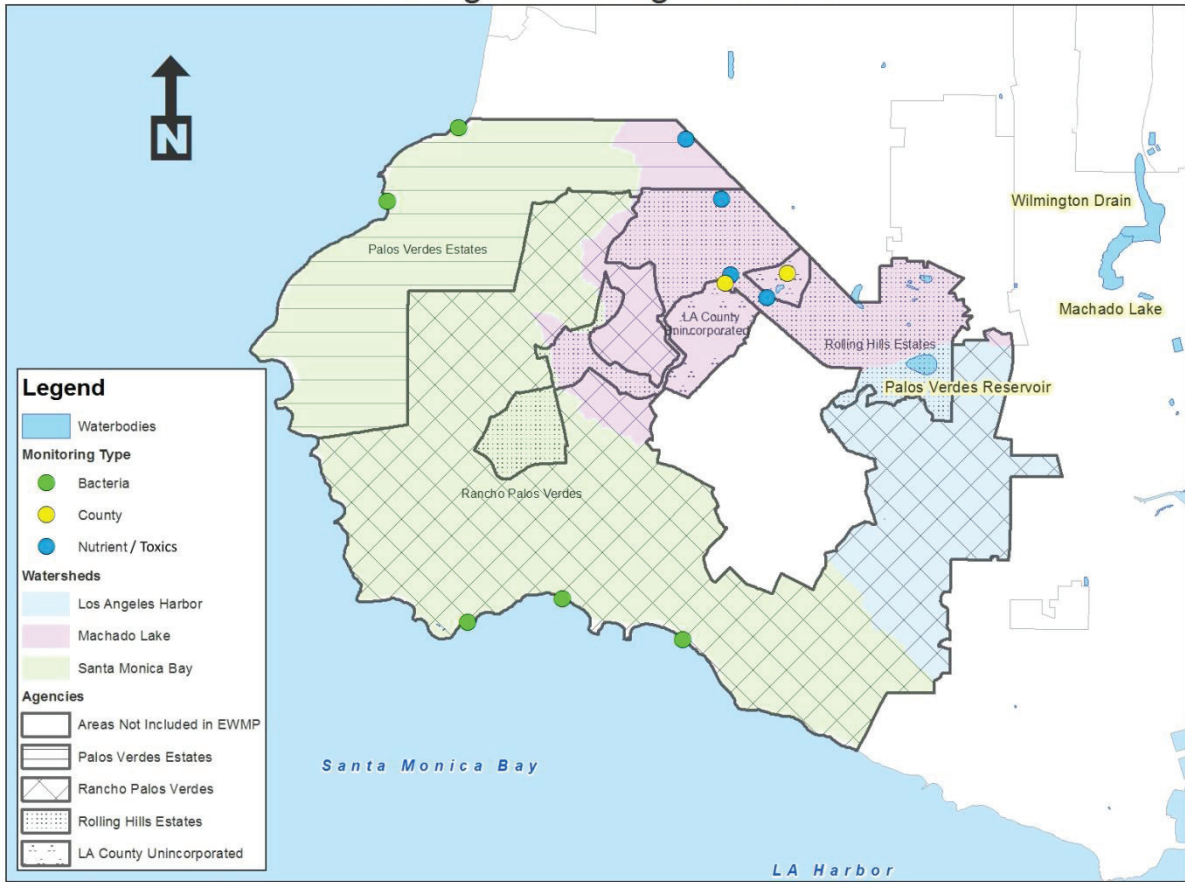 N
Wilmington Drain
Palos Verdes Estates
Machado Lake
LA County
Unincorporated
Rolling Hills Estates
Palos Verdes Reservoir
Rancho Palos Verdes
Legend
Waterbodies
Monitoring Type
Bacteria
County
Nutrient / Toxics
Watersheds
Los Angeles Harbor
Machado Lake
Santa Monica Bay
Agencies
Areas Not Included in EWMP
Palos Verdes Estates
Rancho Palos Verdes
Rolling Hills Estates
LA County Unincorporated
Santa Monica Bay
LA Harbor